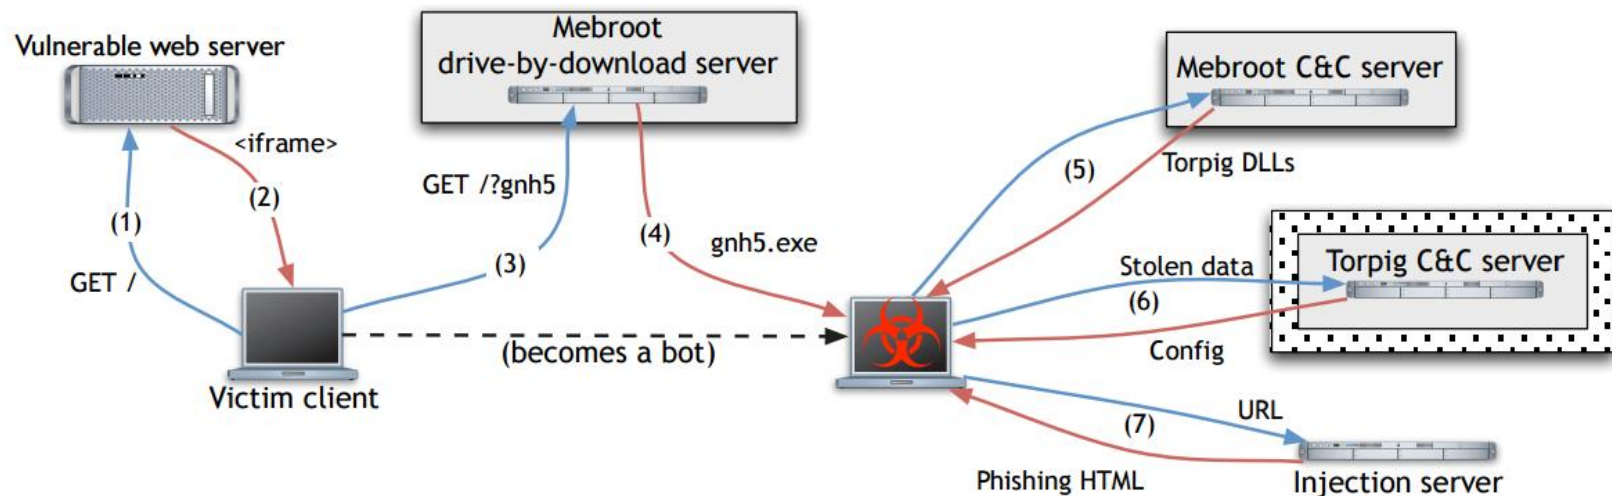 Vulnerable web server
Mebroot
drive-by-download server
Mebroot C&C server
<iframe>
GET /?gnh5
(1)
(2)
GET /
(3)
(4)
gnh5.exe
(5)
Torpig DLLs
Torpig C&C server
Stolen data
(6)
Config
(becomes a bot)
Victim client
URL
(7)
Phishing HTML
Injection server